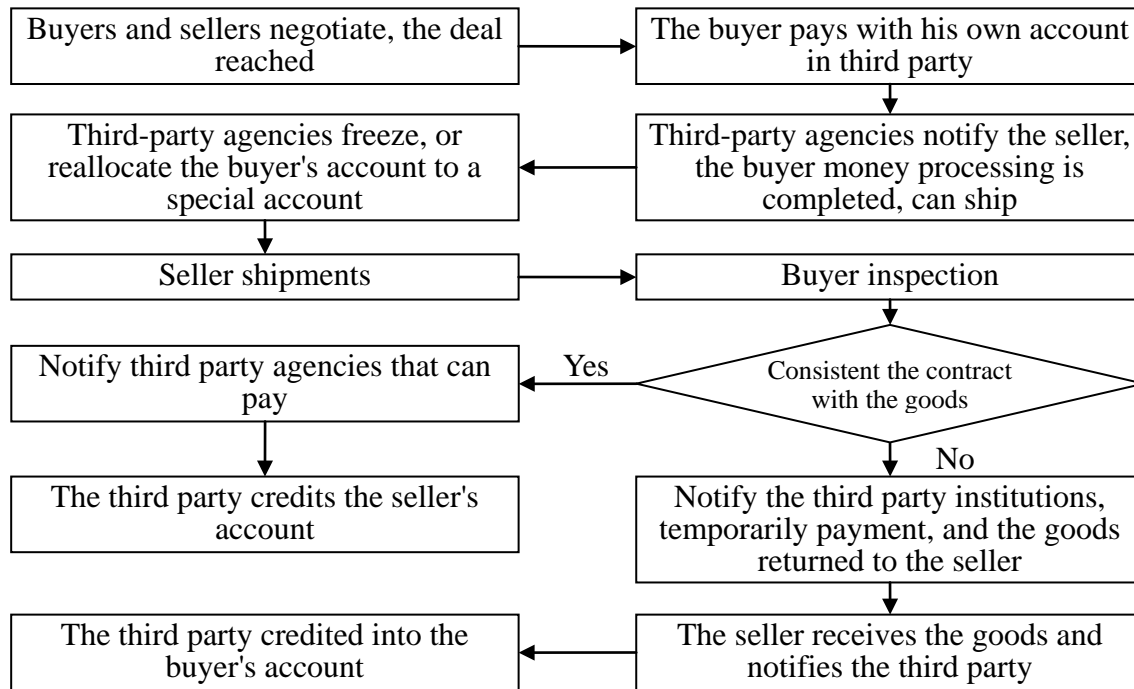 Buyers and sellers negotiate, the deal
reached
The buyer pays with his own account
in third party
Third-party agencies freeze, or
reallocate the buyer's account to a
special account
Third-party agencies notify the seller,
the buyer money processing is
completed, can ship
Seller shipments
Buyer inspection
Notify third party agencies that can
pay
Yes
Consistent the contract
with the goods
No
The third party credits the seller's
account
Notify the third party institutions,
temporarily payment, and the goods
returned to the seller
The third party credited into the
buyer's account
The seller receives the goods and
notifies the third party